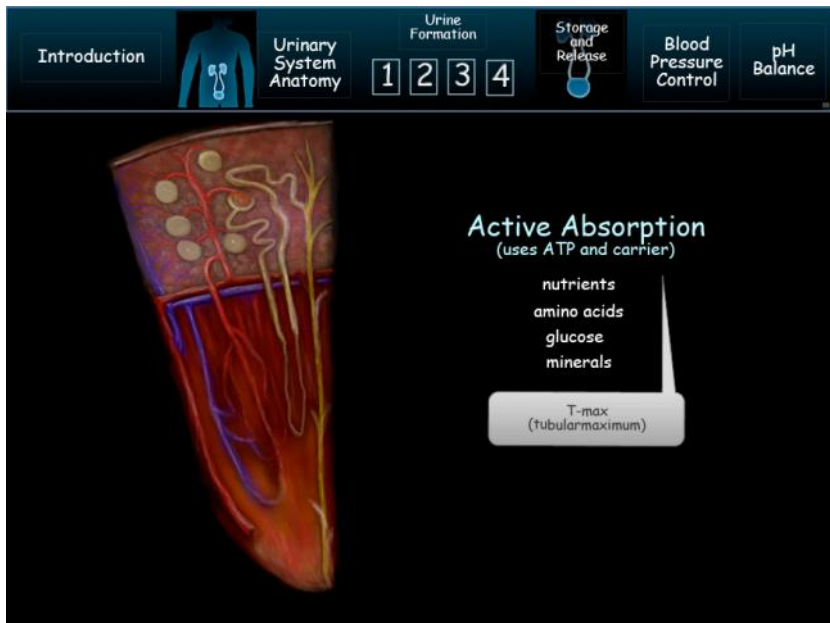 Introduction
Urinary
System
Anatomy
Urine
Formation
1 2 3 4
Storage
and
Release
Blood
Pressure
Control
pH
Balance
Active Absorption
(uses ATP and carrier)
nutrients
amino acids
glucose
minerals
T-max
(tubularmaximum)